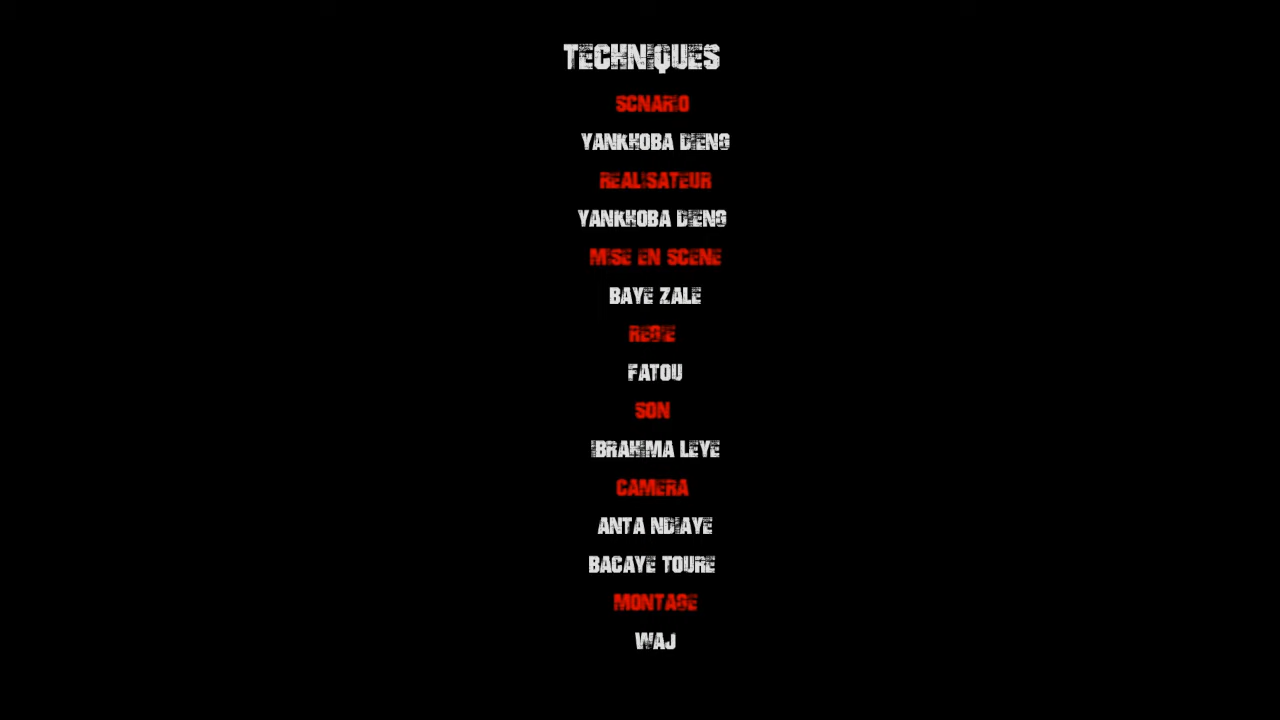 TECHNIQUES
SCNARIO
YANKHOBA DIENG
REALISATEUR
YANKHOBA DIENG
MISE EN SCENE
BAYE ZALE
REGIE
FATOU
SON
IBRAHIMA LEYE
CAMERA
ANTA NDIAYE
BACAYE TOURE
MONTAGE
WAJ